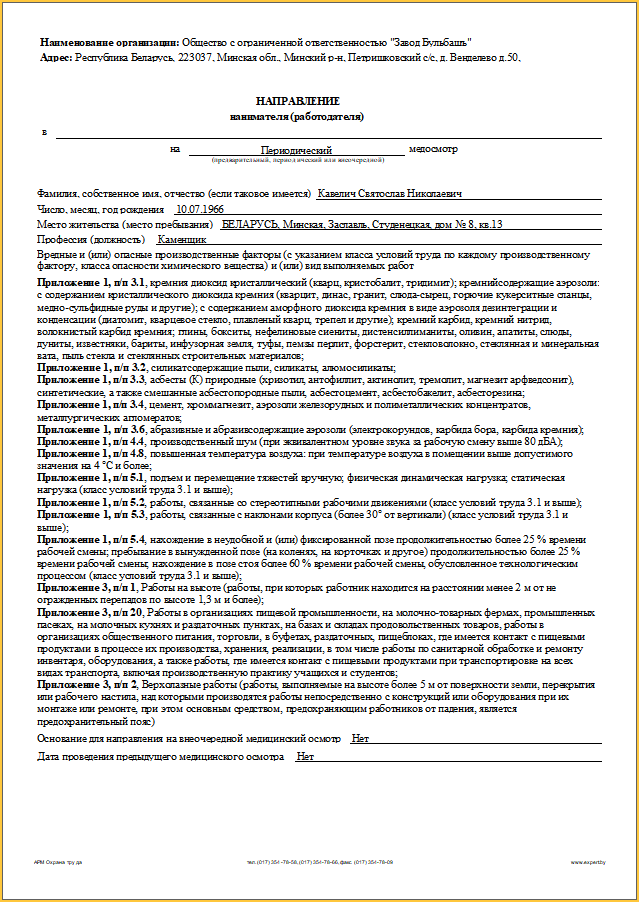 Наименование организации: Общество с ограниченной ответственностью "Завод Бульбашъ"
Адрес: Республика Беларусь, 223037, Минская обл., Минский р-н, Петришковский с/с, д. Венделево д.50,
НАПРАВЛЕНИЕ
нанимателя (работодателя)
в
на Периодический медосмотр
(предварительный, периодический или внеочередной)
Фамилия, собственное имя, отчество (если таковое имеется) Кавелич Святослав Николаевич
Число, месяц, год рождения 10.07.1966
Место жительства (место пребывания) БЕЛАРУСЬ, Минская, Заславль, Студенецкая, дом № 8, кв.13
Профессия (должность) Каменщик
Вредные и (или) опасные производственные факторы (с указанием класса условий труда по каждому производственному
фактору, класса опасности химического вещества) и (или) вид выполняемых работ
Приложение 1, п/п 3.1, кремния диоксид кристаллический (кварц, кристобалит, тридимит); кремнийсодержащие аэрозоли:
с содержанием кристаллического диоксида кремния (кварцит, динас, гранит, слюда-сырец, горючие кукерситные сланцы,
медно-сульфидные руды и другие); с содержанием аморфного диоксида кремния в виде аэрозоля дезинтеграции и
конденсации (диатомит, кварцевое стекло, плавленый кварц, трепел и другие); кремний карбид, кремний нитрид,
волокнистый карбид кремния; глины, бокситы, нефелиновые сиениты, дистенсиллиманиты, оливин, апатиты, слюды,
дуниты, известняки, бариты, инфузорная земля, туфы, пемзы перлит, форстерит, стекловолокно, стеклянная и минеральная
вата, пыль стекла и стеклянных строительных материалов;
Приложение 1, п/п 3.2, силикатсодержащие пыли, силикаты, алюмосиликаты;
Приложение 1, п/п 3.3, асбесты (К) природные (хризотил, антофиллит, актинолит, тремолит, магнезит арфведсонит),
синтетические, а также смешанные асбестопородные пыли, асбестоцемент, асбестобакелит, асбесторезина;
Приложение 1, п/п 3.4, цемент, хроммагнезит, аэрозоли железорудных и полиметаллических концентратов,
металлургических агломератов;
Приложение 1, п/п 3.6, абразивные и абразивсодержащие аэрозоли (электрокорундов, карбида бора, карбида кремния);
Приложение 1, п/п 4.4, производственный шум (при эквивалентном уровне звука за рабочую смену выше 80 дБА);
Приложение 1, п/п 4.8, повышенная температура воздуха: при температуре воздуха в помещении выше допустимого
значения на 4 °С и более;
Приложение 1, п/п 5.1, подъем и перемещение тяжестей вручную; физическая динамическая нагрузка; статическая
нагрузка (класс условий труда 3.1 и выше);
Приложение 1, п/п 5.2, работы, связанные со стереотипными рабочими движениями (класс условий труда 3.1 и выше);
Приложение 1, п/п 5.3, работы, связанные с наклонами корпуса (более 30° от вертикали) (класс условий труда 3.1 и
выше);
Приложение 1, п/п 5.4, нахождение в неудобной и (или) фиксированной позе продолжительностью более 25 % времени
рабочей смены; пребывание в вынужденной позе (на коленях, на корточках и другое) продолжительностью более 25 %
времени рабочей смены; нахождение в позе стоя более 60 % времени рабочей смены, обусловленное технологическим
процессом (класс условий труда 3.1 и выше);
Приложение 3, п/п 1, Работы на высоте (работы, при которых работник находится на расстоянии менее 2 м от не
огражденных перепадов по высоте 1,3 м и более);
Приложение 3, п/п 20, Работы в организациях пищевой промышленности, на молочно-товарных фермах, промышленных
пасеках, на молочных кухнях и раздаточных пунктах, на базах и складах продовольственных товаров, работы в
организациях общественного питания, торговли, в буфетах, раздаточных, пищеблоках, где имеется контакт с пищевыми
продуктами в процессе их производства, хранения, реализации, в том числе работы по санитарной обработке и ремонту
инвентаря, оборудования, а также работы, где имеется контакт с пищевыми продуктами при транспортировке на всех
видах транспорта, включая производственную практику учащихся и студентов;
Приложение 3, п/п 2, Верхолазные работы (работы, выполняемые на высоте более 5 м от поверхности земли, перекрытия
или рабочего настила, над которыми производятся работы непосредственно с конструкций или оборудования при их
монтаже или ремонте, при этом основным средством, предохраняющим работников от падения, является
предохранительный пояс)
Основание для направления на внеочередной медицинский осмотр Нет
Дата проведения предыдущего медицинского осмотра Нет
АРМ Охрана труда тел. (017) 354-78-58, (017) 354-78-66, факс (017) 354-78-09 www.expert.by